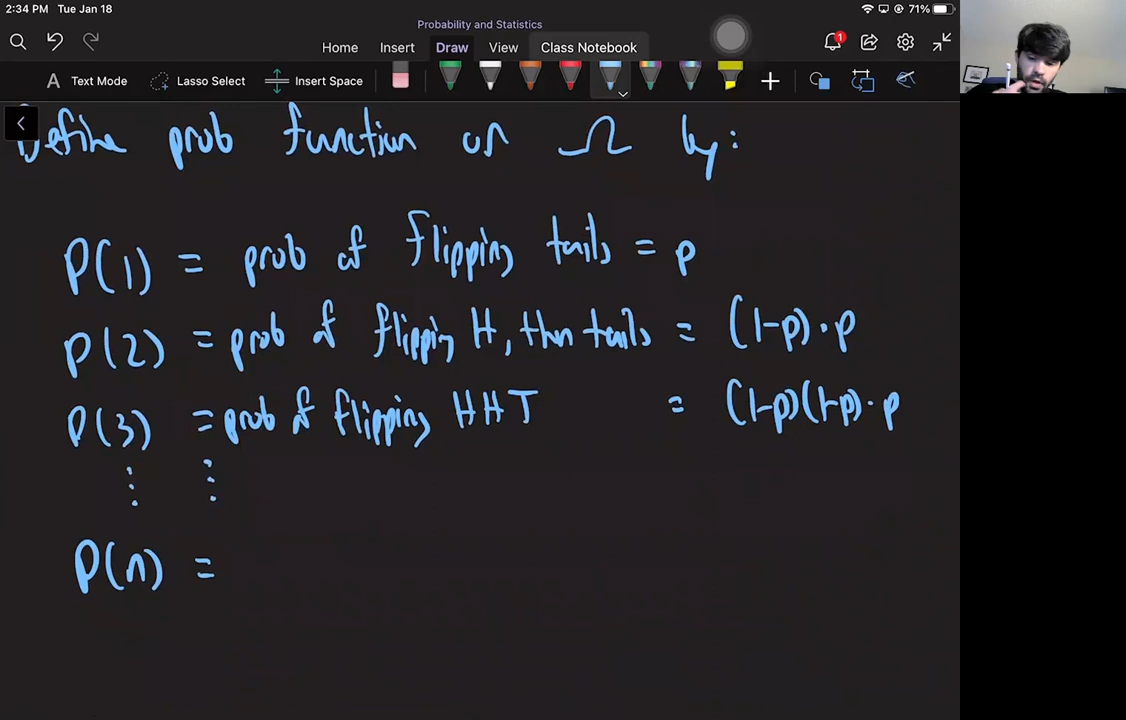 2:34 PM Tue Jan 18
71%
Probability and Statistics
Home Insert Draw View Class Notebook
1
Text Mode Lasso Select Insert Space
Define prob function on Ω by:
P(1) = prob of flipping tails = p
P(2) = prob of flipping H, then tails = (1-p)·p
P(3) = prob of flipping HHT = (1-p)(1-p)·p
⋮ ⋮
P(n) =